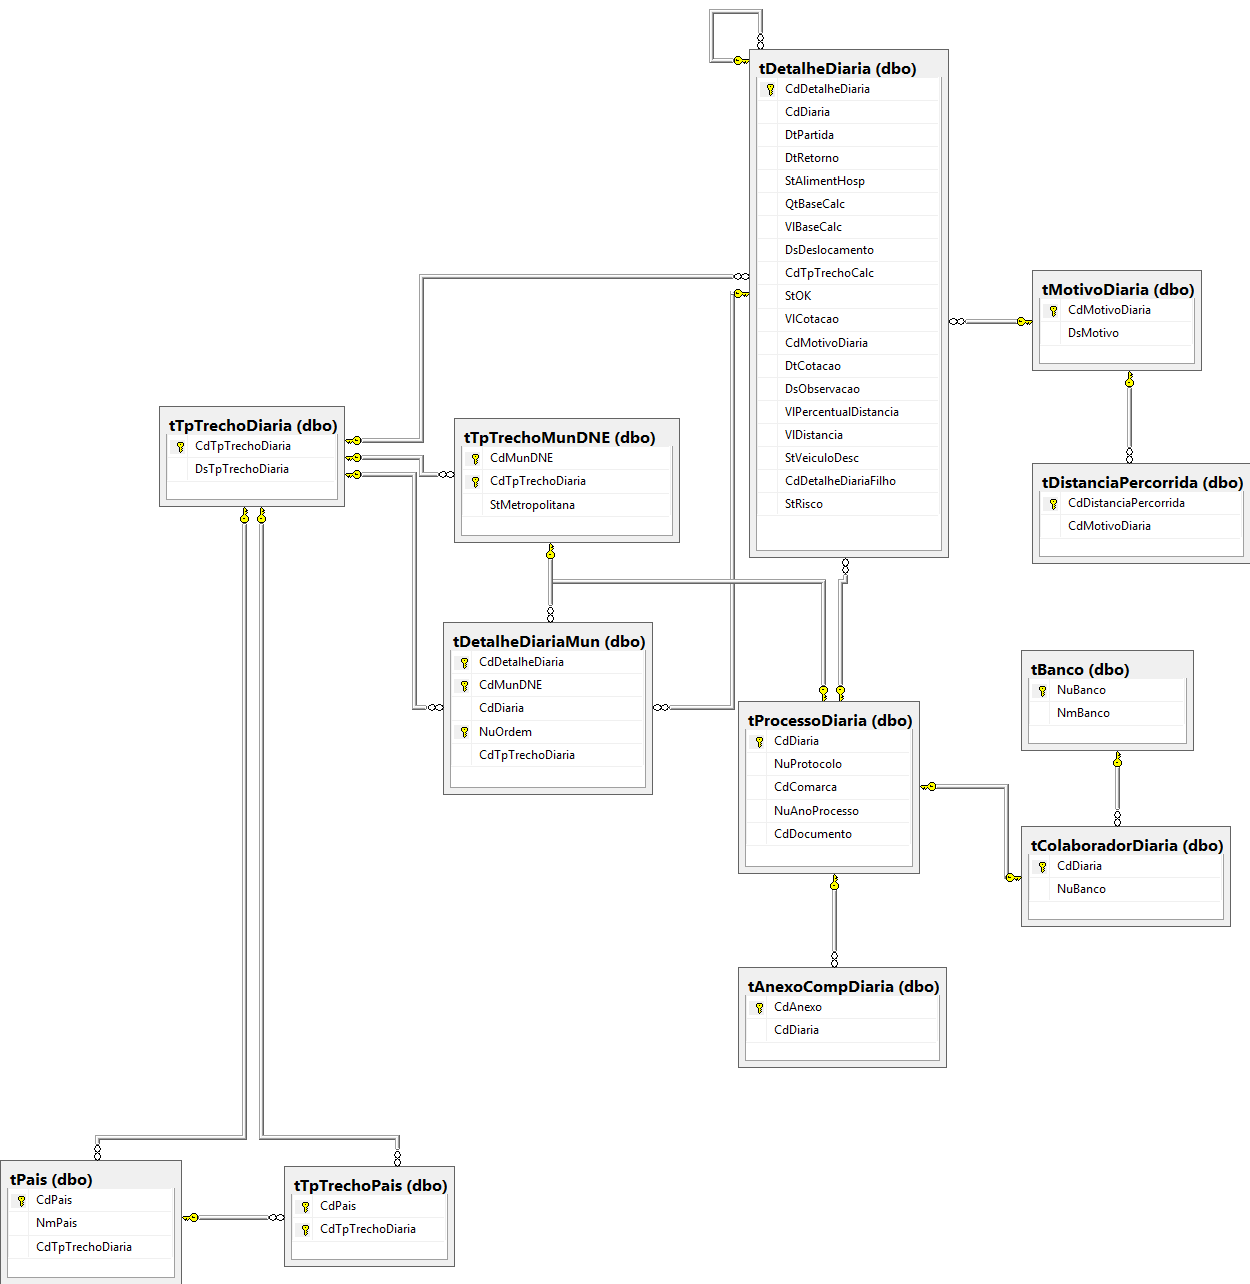 tDetalheDiaria (dbo)
CdDetalheDiaria
CdDiaria
DtPartida
DtRetorno
StAlimentHosp
QtBaseCalc
VlBaseCalc
DsDeslocamento
CdTpTrechoCalc
StOK
VlCotacao
CdMotivoDiaria
DtCotacao
DsObservacao
VlPercentualDistancia
VlDistancia
StVeiculoDesc
CdDetalheDiariaFilho
StRisco
tMotivoDiaria (dbo)
CdMotivoDiaria
DsMotivo
tTpTrechoDiaria (dbo)
CdTpTrechoDiaria
DsTpTrechoDiaria
tTpTrechoMunDNE (dbo)
CdMunDNE
CdTpTrechoDiaria
StMetropolitana
tDistanciaPercorrida (dbo)
CdDistanciaPercorrida
CdMotivoDiaria
tDetalheDiariaMun (dbo)
CdDetalheDiaria
CdMunDNE
CdDiaria
NuOrdem
CdTpTrechoDiaria
tBanco (dbo)
NuBanco
NmBanco
tProcessoDiaria (dbo)
CdDiaria
NuProtocolo
CdComarca
NuAnoProcesso
CdDocumento
tColaboradorDiaria (dbo)
CdDiaria
NuBanco
tAnexoCompDiaria (dbo)
CdAnexo
CdDiaria
tPais (dbo)
CdPais
NmPais
CdTpTrechoDiaria
tTpTrechoPais (dbo)
CdPais
CdTpTrechoDiaria